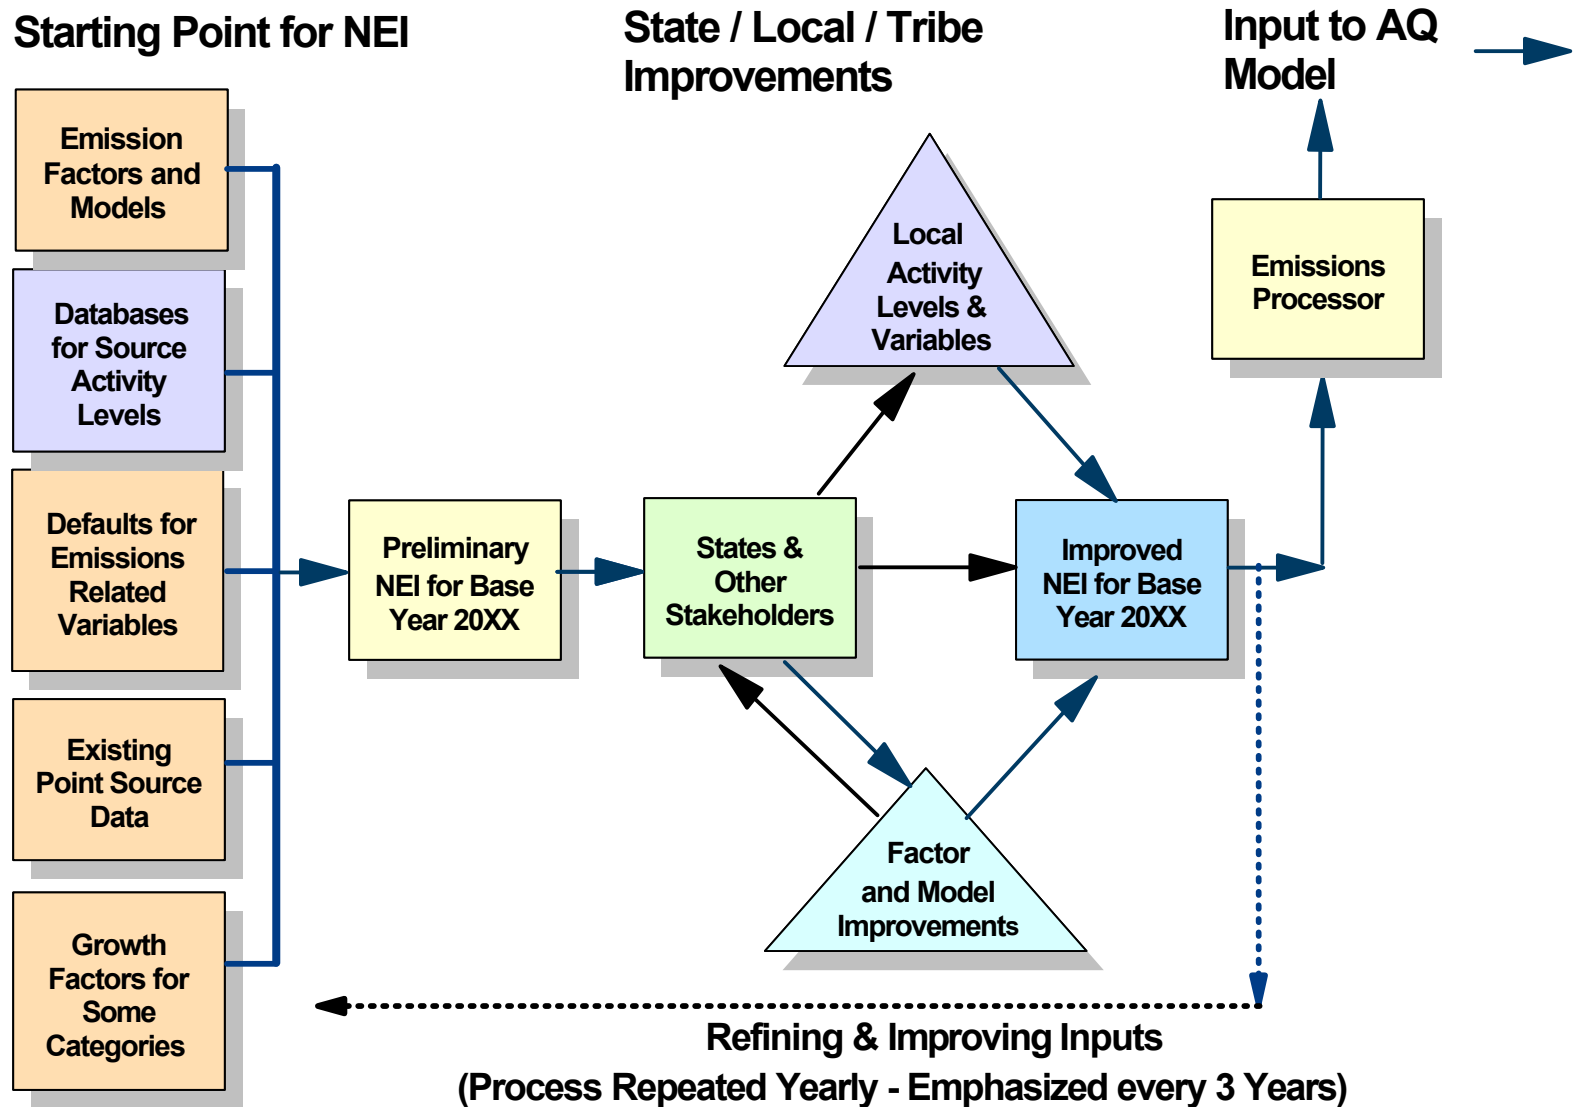 Starting Point for NEI
State / Local / Tribe
Improvements
Input to AQ
Model
Emission
Factors and
Models
Databases
for Source
Activity
Levels
Defaults for
Emissions
Related
Variables
Existing
Point Source
Data
Growth
Factors for
Some
Categories
Preliminary
NEI for Base
Year 20XX
States &
Other
Stakeholders
Local
Activity
Levels &
Variables
Factor
and Model
Improvements
Improved
NEI for Base
Year 20XX
Emissions
Processor
Refining & Improving Inputs
(Process Repeated Yearly - Emphasized every 3 Years)